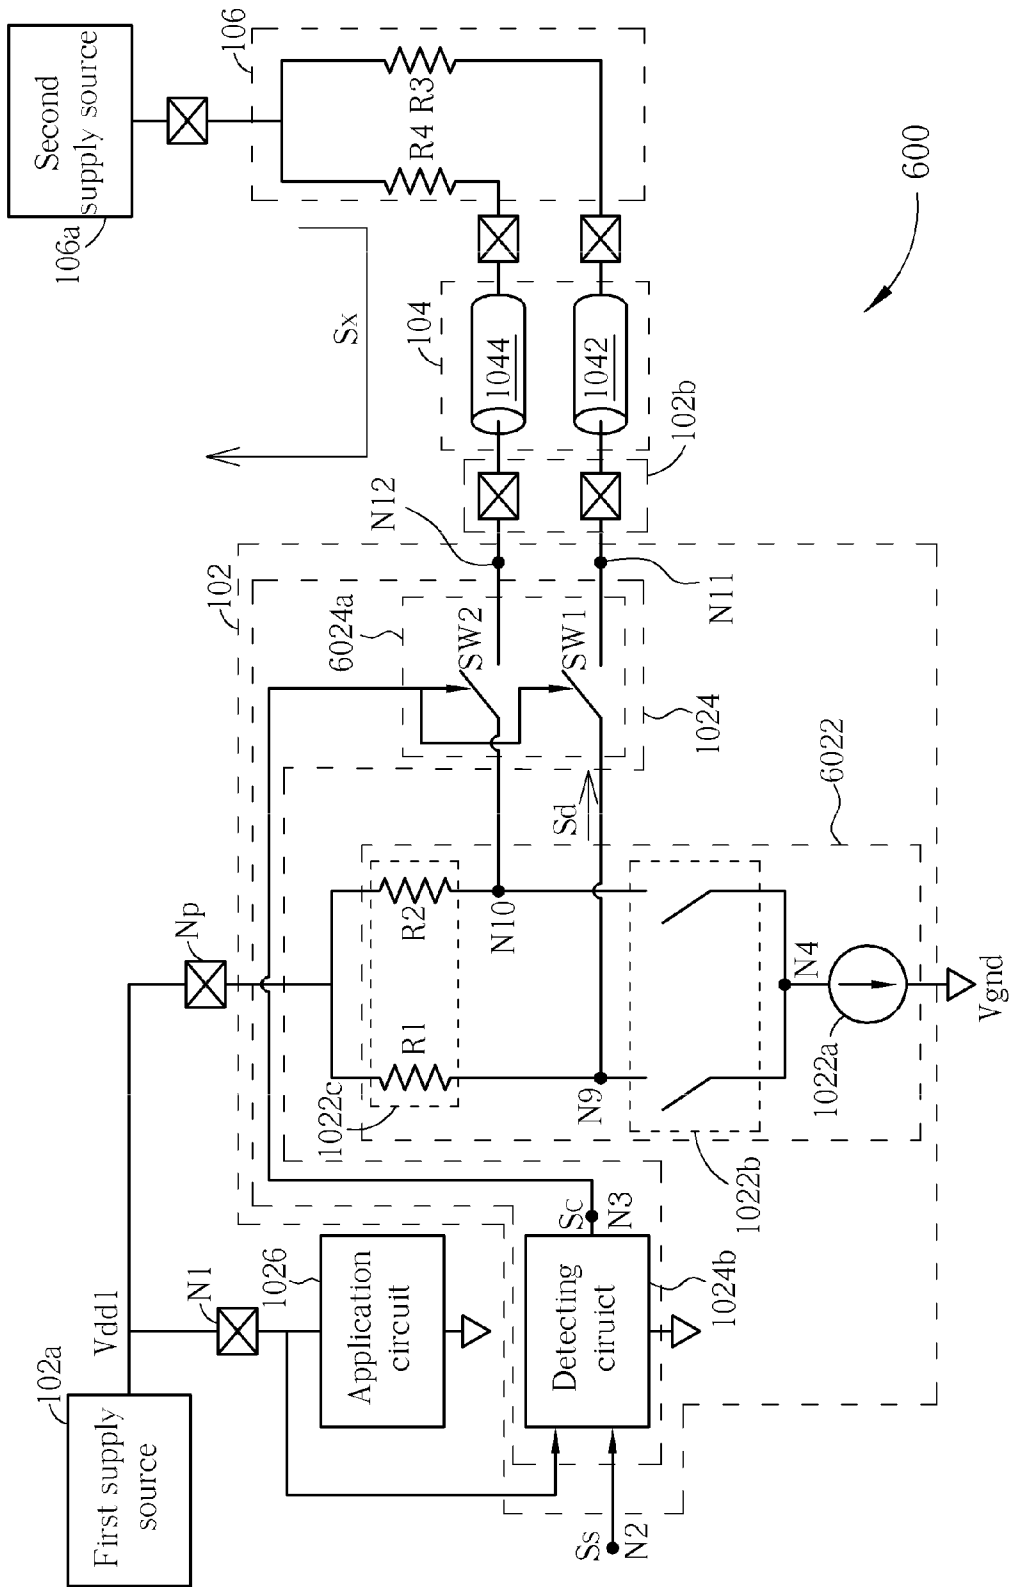 First supply
source
102a
Vdd1
N1
Np
1026
Application
circuit
Detecting
ciruict
1024b
Ss
N2
Sc
N3
102
1022c
R1
R2
N10
N9
1022b
N4
1022a
Vgnd
6022
Sd
6024a
SW2
SW1
1024
N12
N11
102b
104
1044
1042
Sx
106
R4
R3
Second
supply source
106a
600